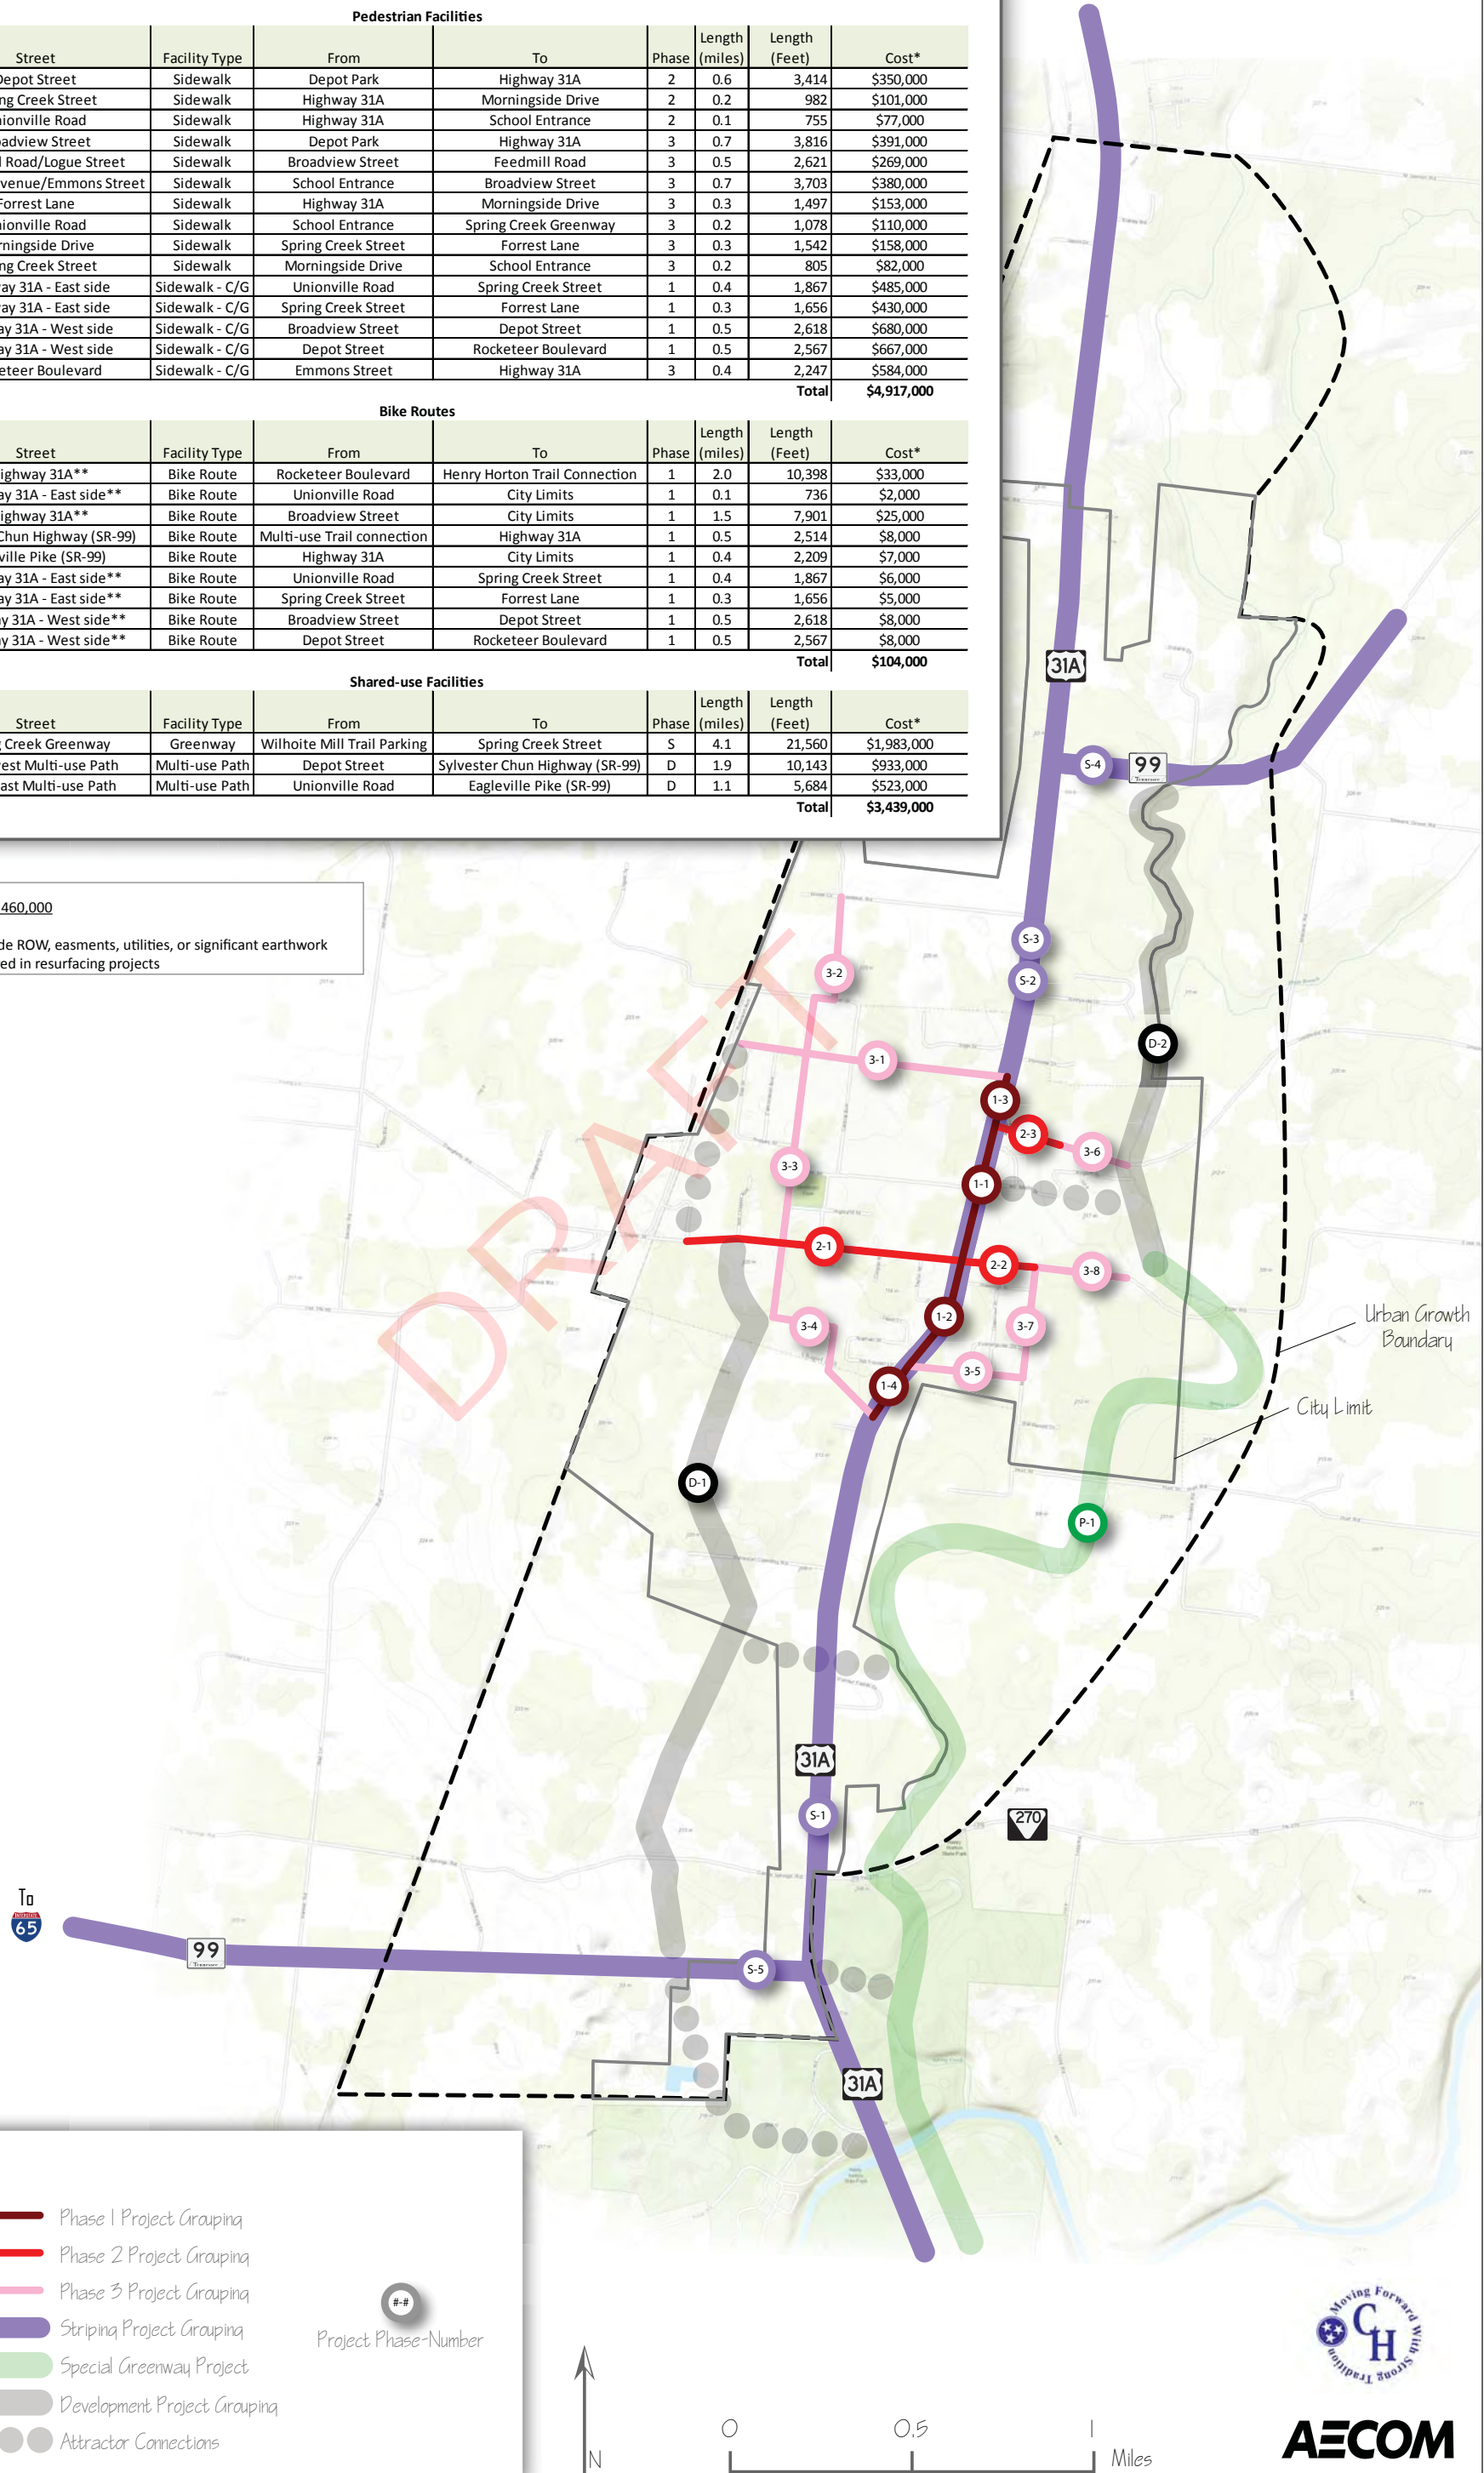 Pedestrian Facilities
Street Facility Type From To Phase Length (miles) Length (Feet) Cost*
Depot Street Sidewalk Depot Park Highway 31A 2 0.6 3,414 $350,000
ng Creek Street Sidewalk Highway 31A Morningside Drive 2 0.2 982 $101,000
nionville Road Sidewalk Highway 31A School Entrance 2 0.1 755 $77,000
oadview Street Sidewalk Depot Park Highway 31A 3 0.7 3,816 $391,000
l Road/Logue Street Sidewalk Broadview Street Feedmill Road 3 0.5 2,621 $269,000
venue/Emmons Street Sidewalk School Entrance Broadview Street 3 0.7 3,703 $380,000
Forrest Lane Sidewalk Highway 31A Morningside Drive 3 0.3 1,497 $153,000
nionville Road Sidewalk School Entrance Spring Creek Greenway 3 0.2 1,078 $110,000
rningside Drive Sidewalk Spring Creek Street Forrest Lane 3 0.3 1,542 $158,000
ng Creek Street Sidewalk Morningside Drive School Entrance 3 0.2 805 $82,000
ay 31A - East side Sidewalk - C/G Unionville Road Spring Creek Street 1 0.4 1,867 $485,000
ay 31A - East side Sidewalk - C/G Spring Creek Street Forrest Lane 1 0.3 1,656 $430,000
ay 31A - West side Sidewalk - C/G Broadview Street Depot Street 1 0.5 2,618 $680,000
ay 31A - West side Sidewalk - C/G Depot Street Rocketeer Boulevard 1 0.5 2,567 $667,000
eteer Boulevard Sidewalk - C/G Emmons Street Highway 31A 3 0.4 2,247 $584,000
Total $4,917,000
Bike Routes
Street Facility Type From To Phase Length (miles) Length (Feet) Cost*
ighway 31A** Bike Route Rocketeer Boulevard Henry Horton Trail Connection 1 2.0 10,398 $33,000
ay 31A - East side** Bike Route Unionville Road City Limits 1 0.1 736 $2,000
ighway 31A** Bike Route Broadview Street City Limits 1 1.5 7,901 $25,000
Chun Highway (SR-99) Bike Route Multi-use Trail connection Highway 31A 1 0.5 2,514 $8,000
ville Pike (SR-99) Bike Route Highway 31A City Limits 1 0.4 2,209 $7,000
ay 31A - East side** Bike Route Unionville Road Spring Creek Street 1 0.4 1,867 $6,000
ay 31A - East side** Bike Route Spring Creek Street Forrest Lane 1 0.3 1,656 $5,000
y 31A - West side** Bike Route Broadview Street Depot Street 1 0.5 2,618 $8,000
y 31A - West side** Bike Route Depot Street Rocketeer Boulevard 1 0.5 2,567 $8,000
Total $104,000
Shared-use Facilities
Street Facility Type From To Phase Length (miles) Length (Feet) Cost*
g Creek Greenway Greenway Wilhoite Mill Trail Parking Spring Creek Street S 4.1 21,560 $1,983,000
est Multi-use Path Multi-use Path Depot Street Sylvester Chun Highway (SR-99) D 1.9 10,143 $933,000
ast Multi-use Path Multi-use Path Unionville Road Eagleville Pike (SR-99) D 1.1 5,684 $523,000
Total $3,439,000
460,000
de ROW, easments, utilities, or significant earthwork
red in resurfacing projects
DRAFT
31A
S-4
99
Tennessee
S-3
3-2
S-2
D-2
3-1
1-3
2-3
3-6
3-3
1-1
2-1
2-2
3-8
1-2
3-4
3-7
3-5
1-4
Urban Growth
Boundary
City Limit
D-1
P-1
31A
S-1
270
To
INTERSTATE
65
99
Tennessee
S-5
31A
Phase 1 Project Grouping
Phase 2 Project Grouping
Phase 3 Project Grouping
Striping Project Grouping
Special Greenway Project
Development Project Grouping
Attractor Connections
#-#
Project Phase-Number
N
0 0.5 1
Miles
Moving Forward With Strong Tradition
CH
AECOM